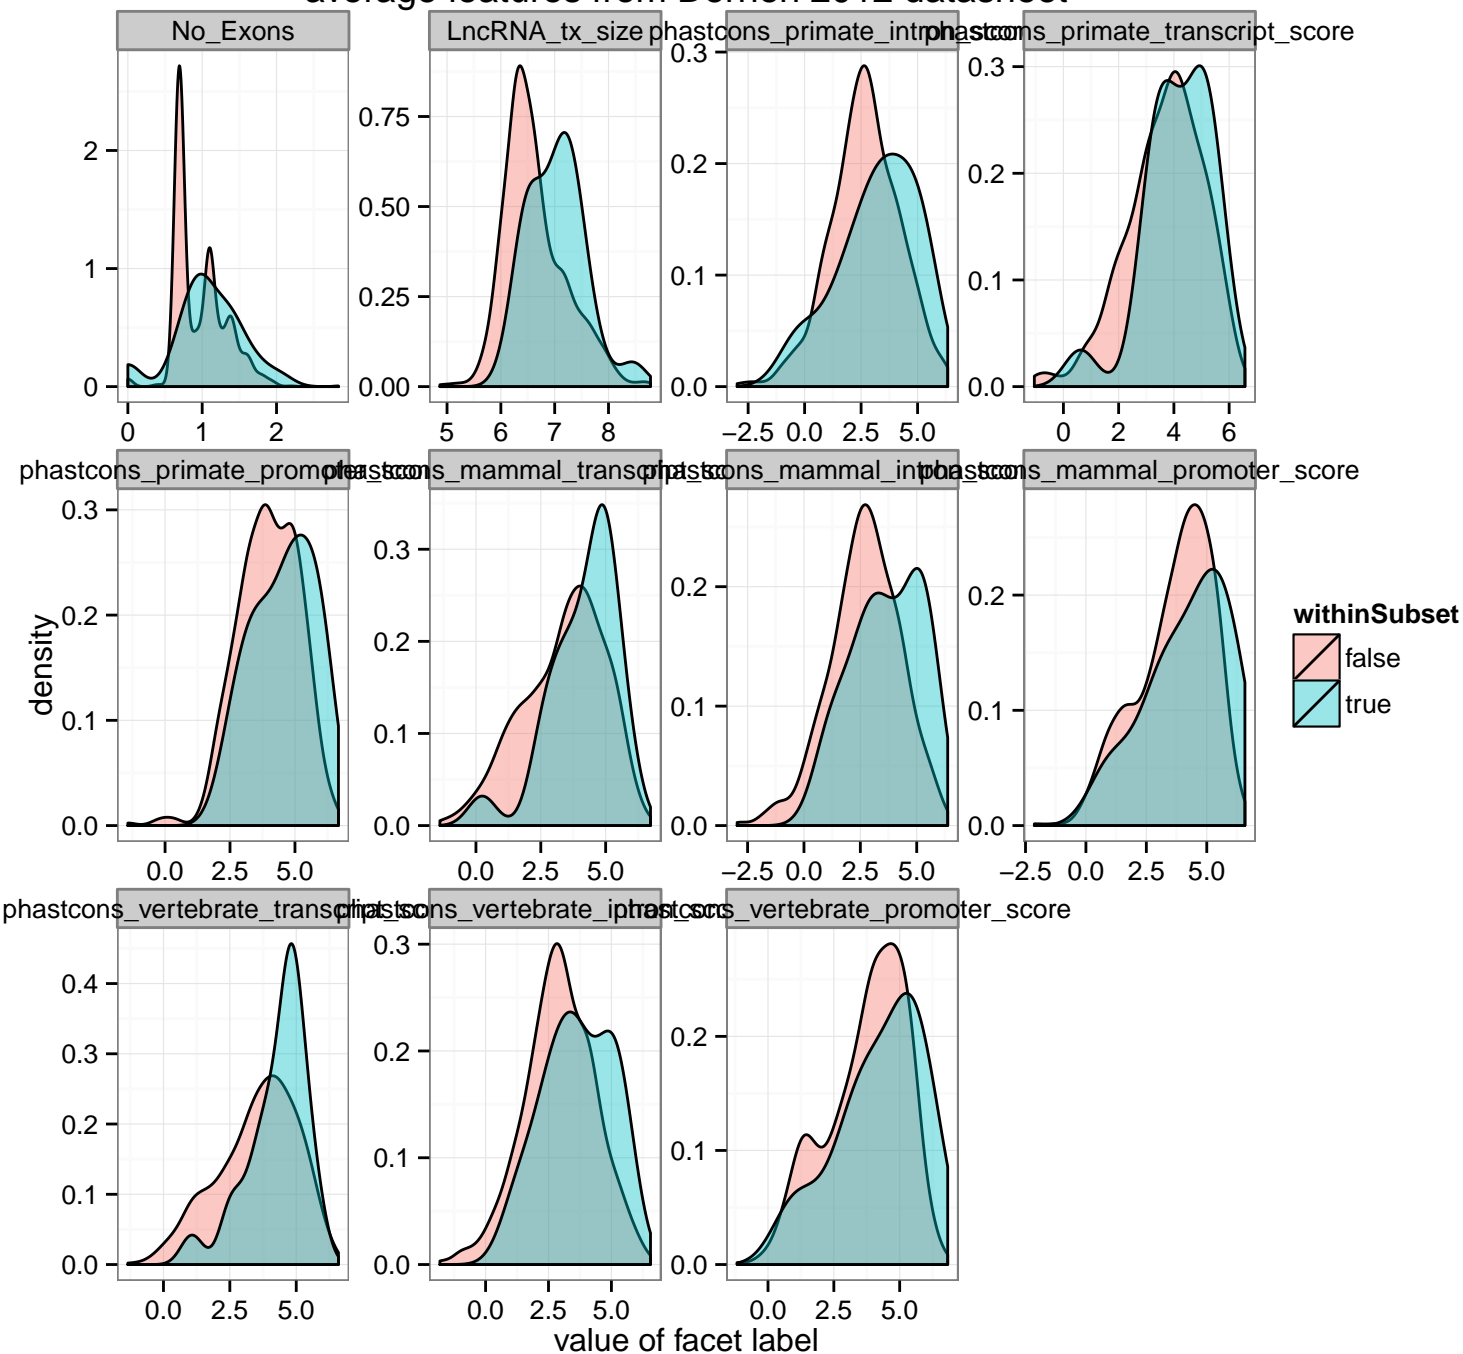 average features from Derrien 2012 datasheet
No_Exons
LncRNA_tx_size
phastcons_primate_intron_score
phastcons_primate_transcript_score
2
1
0
0.75
0.50
0.25
0.00
0.3
0.2
0.1
0.0
0.3
0.2
0.1
0.0
0 1 2
5 6 7 8
−2.5 0.0 2.5 5.0
0 2 4 6
phastcons_primate_promoter_score
phastcons_mammal_transcript_score
phastcons_mammal_intron_score
phastcons_mammal_promoter_score
0.3
0.2
0.1
0.0
0.3
0.2
0.1
0.0
0.2
0.1
0.0
0.2
0.1
0.0
0.0 2.5 5.0
0.0 2.5 5.0
−2.5 0.0 2.5 5.0
−2.5 0.0 2.5 5.0
phastcons_vertebrate_transcript_score
phastcons_vertebrate_intron_score
phastcons_vertebrate_promoter_score
0.4
0.3
0.2
0.1
0.0
0.3
0.2
0.1
0.0
0.2
0.1
0.0
0.0 2.5 5.0
0.0 2.5 5.0
0.0 2.5 5.0
value of facet label
density
withinSubset
false
true